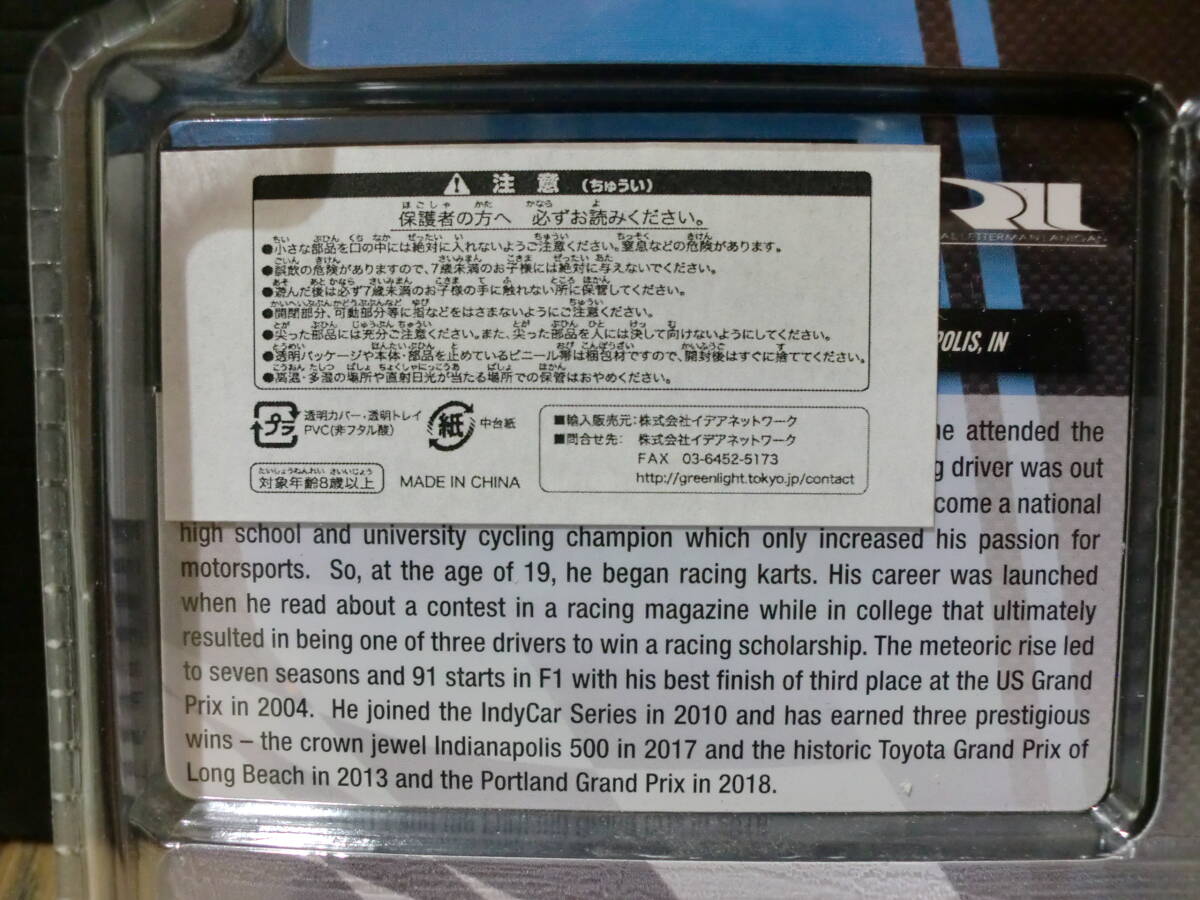 注意 (ちゅうい)
保護者の方へ 必ずお読みください。
●小さな部品を口の中には絶対に入れないようご注意ください。窒息などの危険があります。
●誤飲の危険がありますので、7歳未満のお子様には絶対に与えないでください。
●遊んだ後は必ず7歳未満のお子様の手に触れない所に保管してください。
●開閉部分、可動部分等に指などをはさまないようにご注意ください。
●尖った部品には充分ご注意ください。また、尖った部品を人には決して向けないようにしてください。
●透明パッケージや本体・部品を止めているビニール帯は梱包材ですので、開封後はすぐに捨ててください。
●高温・多湿の場所や直射日光が当たる場所での保管はおやめください。
プラ
透明カバー・透明トレイ
PVC(非フタル酸)
紙
中台紙
対象年齢8歳以上
MADE IN CHINA
■輸入販売元：株式会社イデアネットワーク
■問合せ先： 株式会社イデアネットワーク
FAX 03-6452-5173
http://greenlight.tokyo.jp/contact
RLL
LETTERMAN LANIGAN
POLIS, IN
he attended the
g driver was out
come a national
high school and university cycling champion which only increased his passion for
motorsports. So, at the age of 19, he began racing karts. His career was launched
when he read about a contest in a racing magazine while in college that ultimately
resulted in being one of three drivers to win a racing scholarship. The meteoric rise led
to seven seasons and 91 starts in F1 with his best finish of third place at the US Grand
Prix in 2004. He joined the IndyCar Series in 2010 and has earned three prestigious
wins – the crown jewel Indianapolis 500 in 2017 and the historic Toyota Grand Prix of
Long Beach in 2013 and the Portland Grand Prix in 2018.